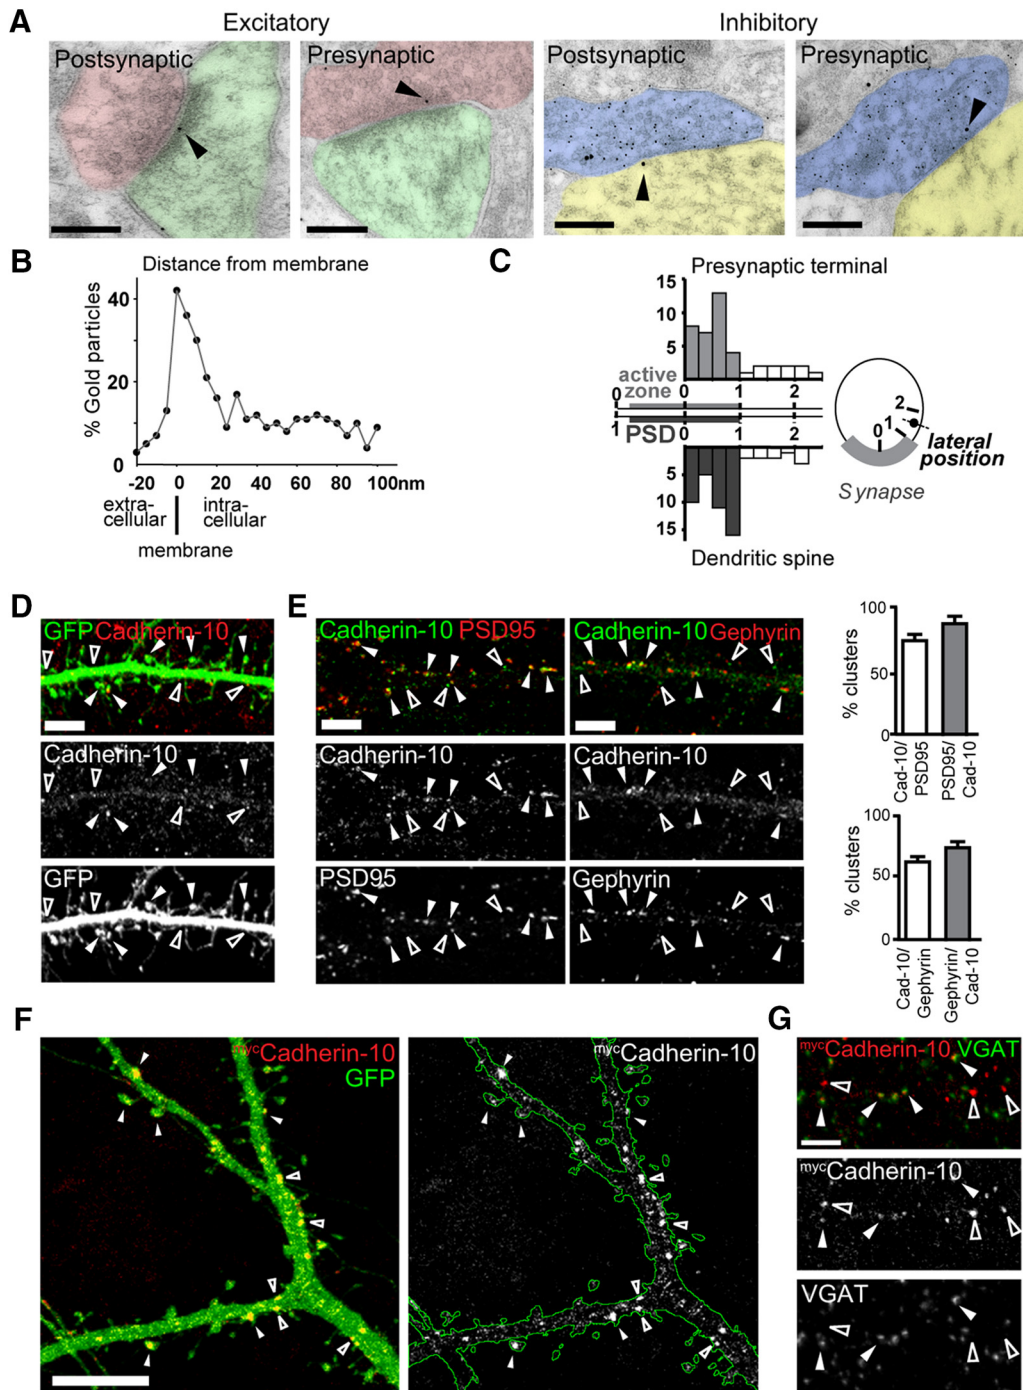 A
Excitatory
Inhibitory
Postsynaptic
Presynaptic
Postsynaptic
Presynaptic
B
Distance from membrane
% Gold particles
40
20
0
-20 0 20 40 60 80 100nm
extra-
cellular
intra-
cellular
membrane
C
Presynaptic terminal
15
10
5
active
zone
0
0 1 2
1
PSD
0 1 2
5
10
15
Dendritic spine
0 1 2
lateral
position
Synapse
D
GFP Cadherin-10
Cadherin-10
GFP
E
Cadherin-10 PSD95
Cadherin-10
PSD95
Cadherin-10 Gephyrin
Cadherin-10
Gephyrin
% clusters
100
50
0
Cad-10/
PSD95
PSD95/
Cad-10
% clusters
100
50
0
Cad-10/
Gephyrin
Gephyrin/
Cad-10
F
mycCadherin-10
GFP
mycCadherin-10
G
mycCadherin-10 VGAT
mycCadherin-10
VGAT